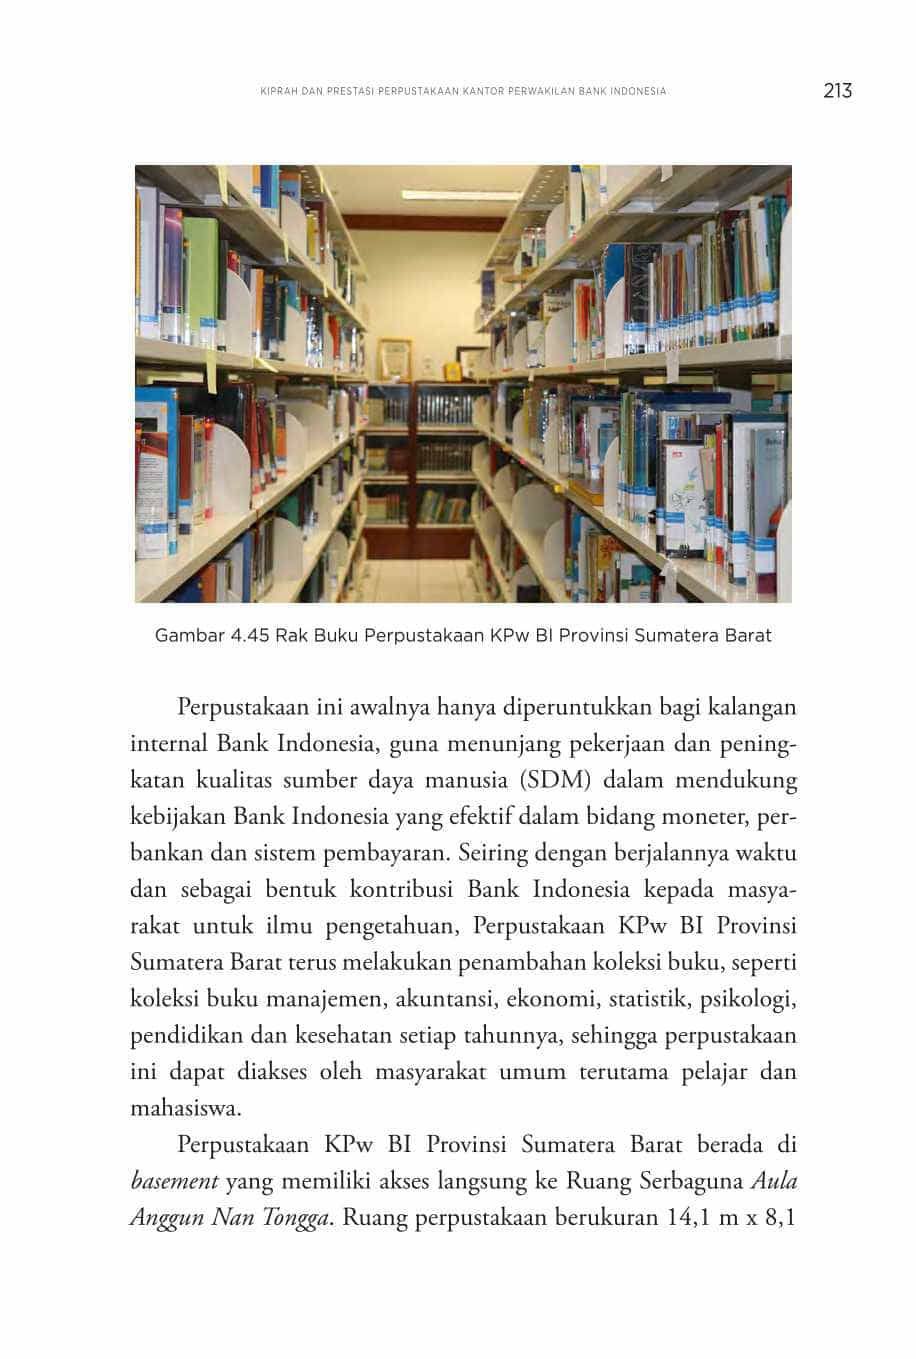 KIPRAH DAN PRESTASI PERPUSTAKAAN KANTOR PERWAKILAN BANK INDONESIA 213
Gambar 4.45 Rak Buku Perpustakaan KPw BI Provinsi Sumatera Barat
Perpustakaan ini awalnya hanya diperuntukkan bagi kalangan
internal Bank Indonesia, guna menunjang pekerjaan dan pening-
katan kualitas sumber daya manusia (SDM) dalam mendukung
kebijakan Bank Indonesia yang efektif dalam bidang moneter, per-
bankan dan sistem pembayaran. Seiring dengan berjalannya waktu
dan sebagai bentuk kontribusi Bank Indonesia kepada masya-
rakat untuk ilmu pengetahuan, Perpustakaan KPw BI Provinsi
Sumatera Barat terus melakukan penambahan koleksi buku, seperti
koleksi buku manajemen, akuntansi, ekonomi, statistik, psikologi,
pendidikan dan kesehatan setiap tahunnya, sehingga perpustakaan
ini dapat diakses oleh masyarakat umum terutama pelajar dan
mahasiswa.
Perpustakaan KPw BI Provinsi Sumatera Barat berada di
basement yang memiliki akses langsung ke Ruang Serbaguna Aula
Anggun Nan Tongga. Ruang perpustakaan berukuran 14,1 m x 8,1